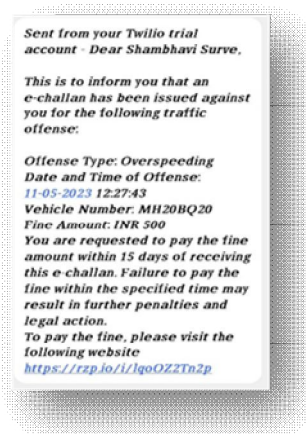 Sent from your Twilio trial
account - Dear Shambhavi Surve,
This is to inform you that an
e-challan has been issued against
you for the following traffic
offense:
Offense Type: Overspeeding
Date and Time of Offense:
11-05-2023 12:27:43
Vehicle Number: MH20BQ20
Fine Amount: INR 500
You are requested to pay the fine
amount within 15 days of receiving
this e-challan. Failure to pay the
fine within the specified time may
result in further penalties and
legal action.
To pay the fine, please visit the
following website
https://rzp.io/i/lqoOZ2Tn2p